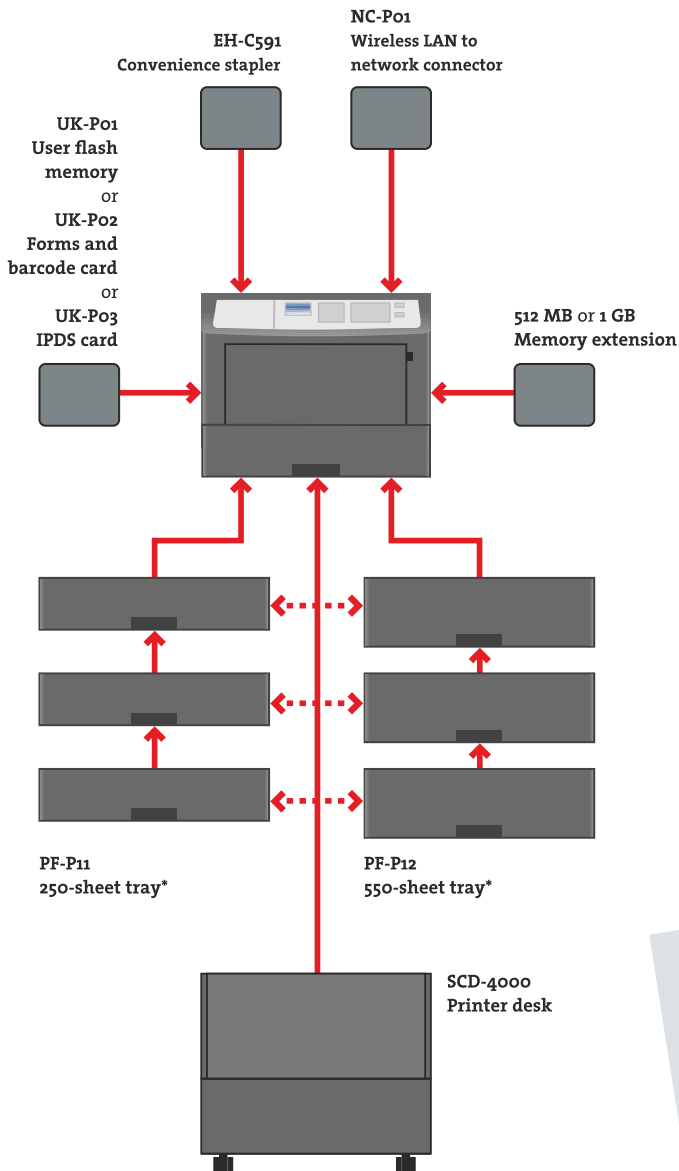 NC-P01
Wireless LAN to
network connector
EH-C591
Convenience stapler
UK-P01
User flash
memory
or
UK-P02
Forms and
barcode card
or
UK-P03
IPDS card
512 MB or 1 GB
Memory extension
PF-P11
250-sheet tray*
PF-P12
550-sheet tray*
SCD-4000
Printer desk